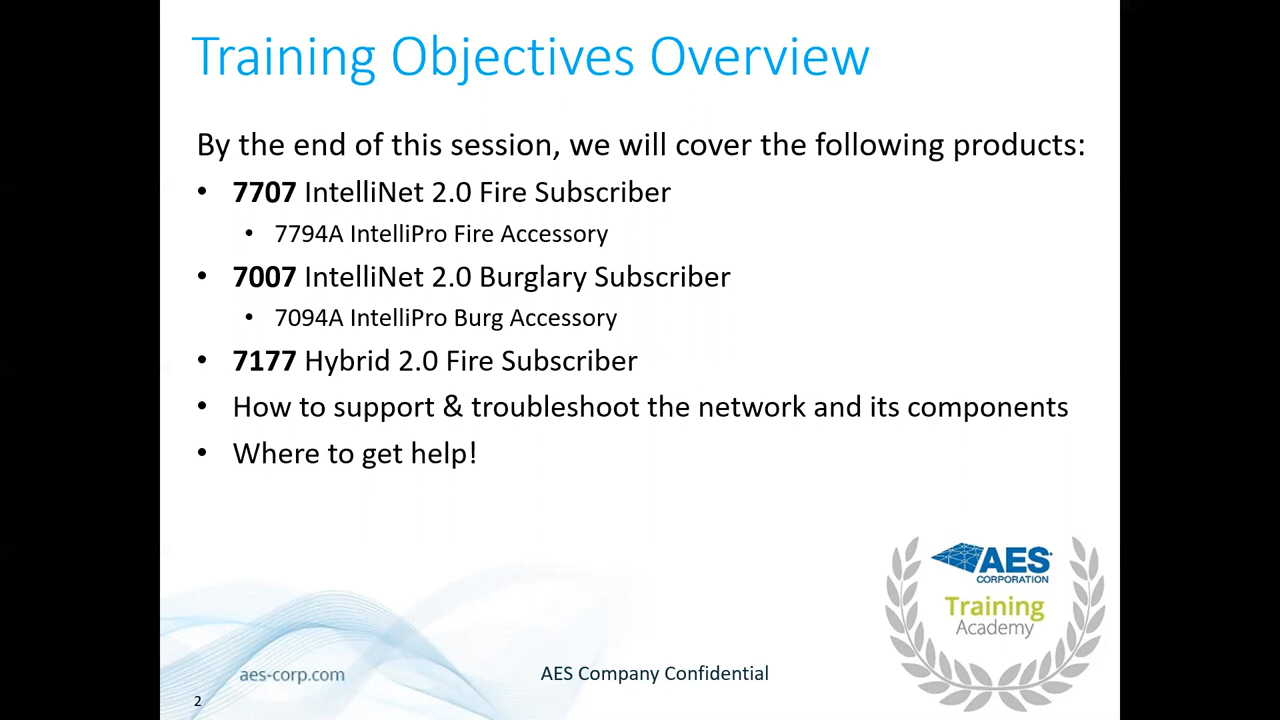 Training Objectives Overview
By the end of this session, we will cover the following products:
• 7707 IntelliNet 2.0 Fire Subscriber
• 7794A IntelliPro Fire Accessory
• 7007 IntelliNet 2.0 Burglary Subscriber
• 7094A IntelliPro Burg Accessory
• 7177 Hybrid 2.0 Fire Subscriber
• How to support & troubleshoot the network and its components
• Where to get help!
AES
CORPORATION
Training
Academy
aes-corp.com
AES Company Confidential
2